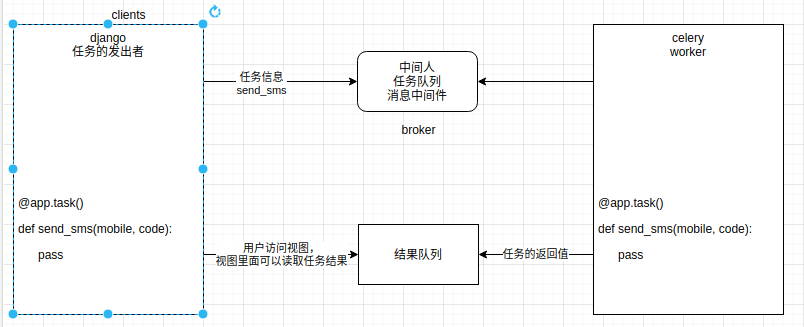 clients
django
任务的发出者
@app.task()
def send_sms(mobile, code):
pass
任务信息
send_sms
中间人
任务队列
消息中间件
broker
用户访问视图，
视图里面可以读取任务结果
结果队列
任务的返回值
celery
worker
@app.task()
def send_sms(mobile, code):
pass